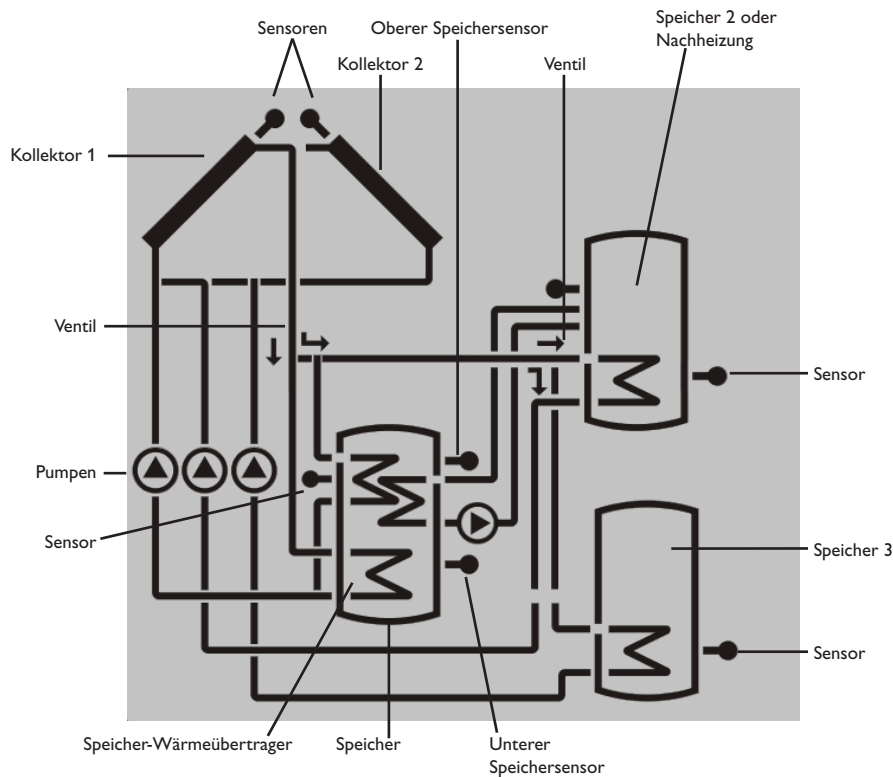 Speicher 2 oder
Nachheizung
Sensoren
Oberer Speichersensor
Kollektor 2
Ventil
Kollektor 1
Ventil
Sensor
Pumpen
Sensor
Speicher 3
Sensor
Speicher-Wärmeübertrager
Speicher
Unterer
Speichersensor